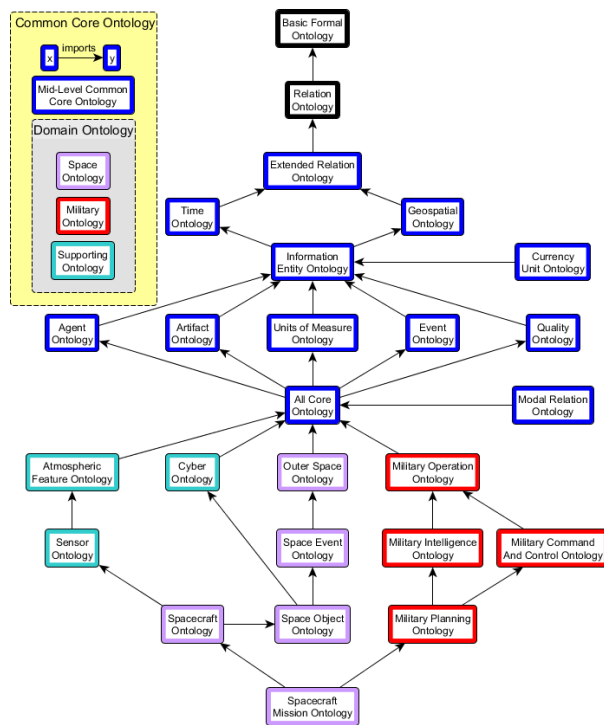 Common Core Ontology
imports
x
y
Mid-Level Common
Core Ontology
Domain Ontology
Space
Ontology
Military
Ontology
Supporting
Ontology
Basic Formal
Ontology
Relation
Ontology
Extended Relation
Ontology
Time
Ontology
Geospatial
Ontology
Information
Entity Ontology
Currency
Unit Ontology
Agent
Ontology
Artifact
Ontology
Units of Measure
Ontology
Event
Ontology
Quality
Ontology
All Core
Ontology
Modal Relation
Ontology
Atmospheric
Feature Ontology
Cyber
Ontology
Outer Space
Ontology
Military Operation
Ontology
Sensor
Ontology
Space Event
Ontology
Military Intelligence
Ontology
Military Command
And Control Ontology
Spacecraft
Ontology
Space Object
Ontology
Military Planning
Ontology
Spacecraft
Mission Ontology